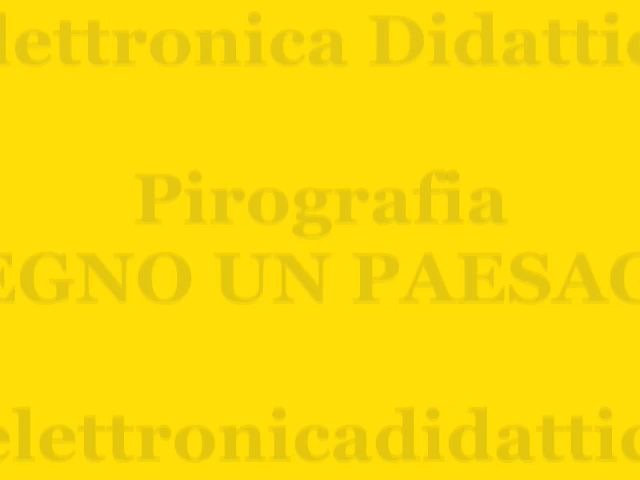 lettronica Didattic
Pirografia
EGNO UN PAESAG
elettronicadidattic